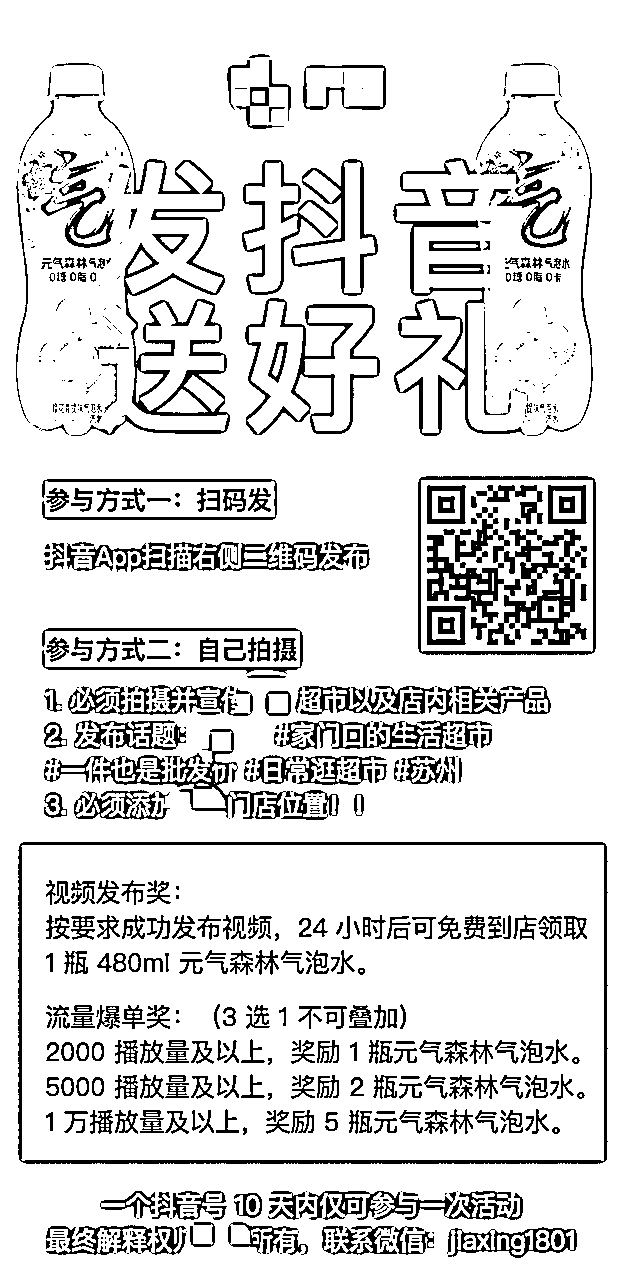 发抖音
送好礼
气
元气森林气泡水
0糖 0脂 0
气
气森林气泡水
0糖 0脂 0卡
参与方式一：扫码发
抖音App扫描右侧二维码发布
参与方式二：自己拍摄
1. 必须拍摄并宣传 超市以及店内相关产品
2. 发布话题： #家门口的生活超市
#一件也是批发价 #日常逛超市 #苏州
3. 必须添加 门店位置！！
视频发布奖：
按要求成功发布视频，24 小时后可免费到店领取
1 瓶 480ml 元气森林气泡水。
流量爆单奖：（3 选 1 不可叠加）
2000 播放量及以上，奖励 1 瓶元气森林气泡水。
5000 播放量及以上，奖励 2 瓶元气森林气泡水。
1 万播放量及以上，奖励 5 瓶元气森林气泡水。
一个抖音号 10 天内仅可参与一次活动
最终解释权 所有。联系微信：jiaxing1801